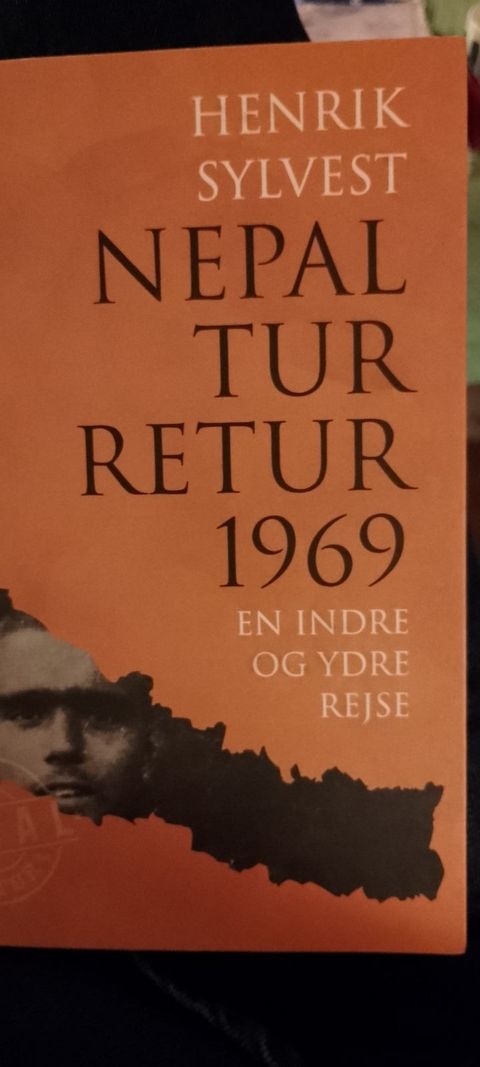 HENRIK
SYLVEST
NEPAL
TUR
RETUR
1969
EN INDRE
OG YDRE
REJSE